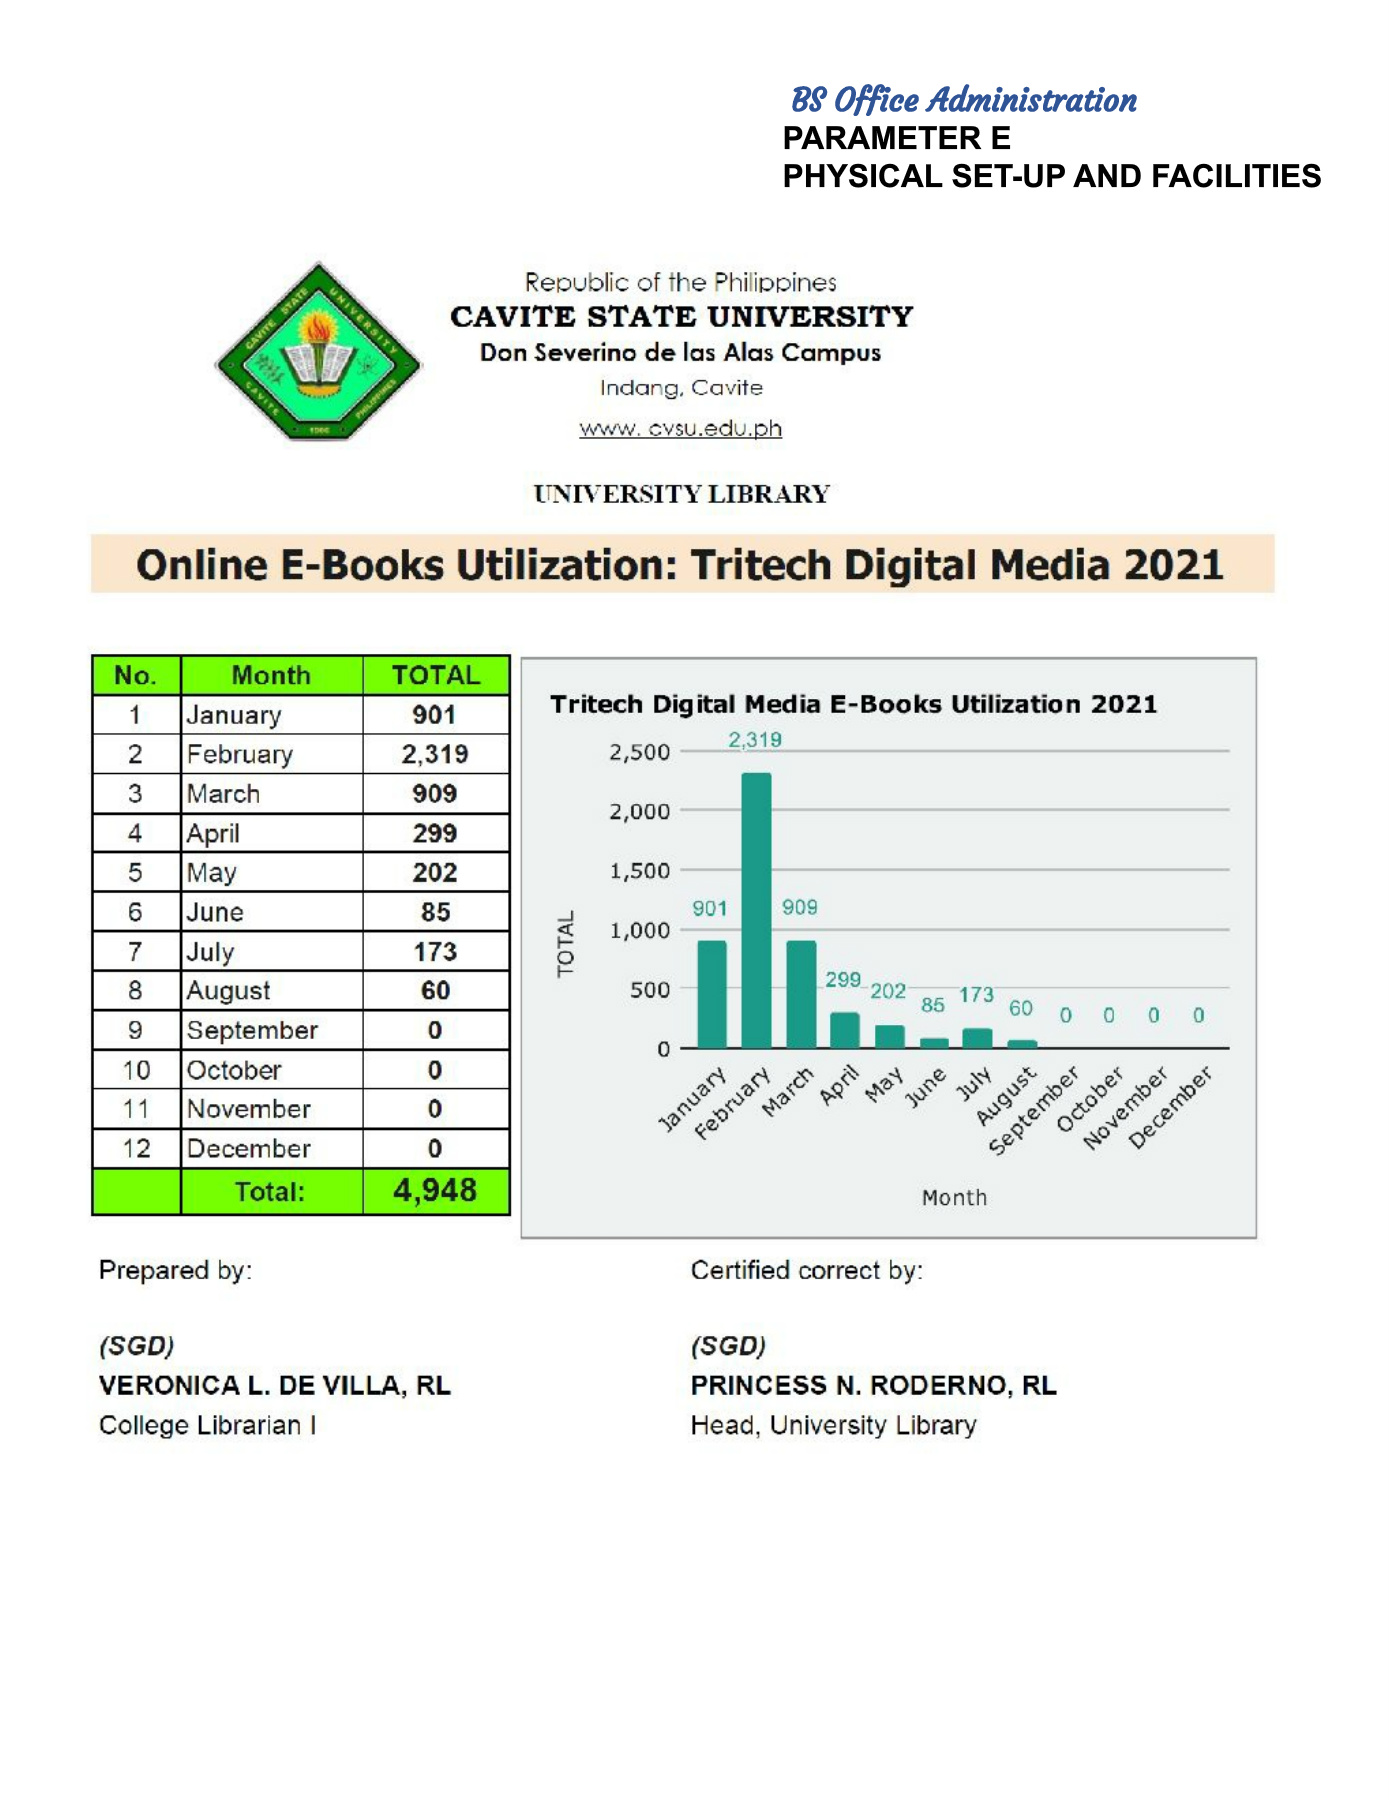 BS Office Administration
PARAMETER E
PHYSICAL SET-UP AND FACILITIES
CAVITE STATE UNIVERSITY
CAVITE PHILIPPINES
1906
Republic of the Philippines
CAVITE STATE UNIVERSITY
Don Severino de las Alas Campus
Indang, Cavite
www. cvsu.edu.ph
UNIVERSITY LIBRARY
Online E-Books Utilization: Tritech Digital Media 2021
No. Month TOTAL
1 January 901
2 February 2,319
3 March 909
4 April 299
5 May 202
6 June 85
7 July 173
8 August 60
9 September 0
10 October 0
11 November 0
12 December 0
Total: 4,948
Tritech Digital Media E-Books Utilization 2021
2,500
2,000
1,500
1,000
500
0
TOTAL
901 2,319 909 299 202 85 173 60 0 0 0 0
January February March April May June July August September October November December
Month
Prepared by: Certified correct by:
(SGD) (SGD)
VERONICA L. DE VILLA, RL PRINCESS N. RODERNO, RL
College Librarian I Head, University Library